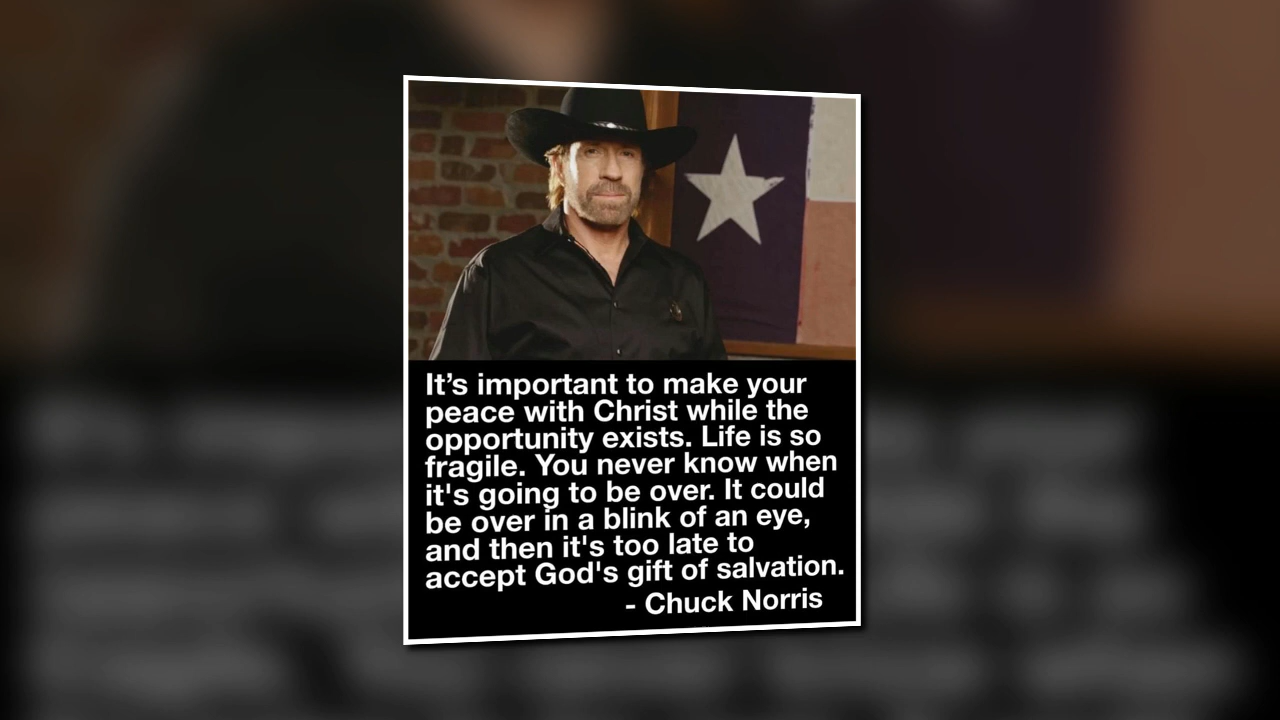 It’s important to make your
peace with Christ while the
opportunity exists. Life is so
fragile. You never know when
it's going to be over. It could
be over in a blink of an eye,
and then it's too late to
accept God's gift of salvation.
- Chuck Norris